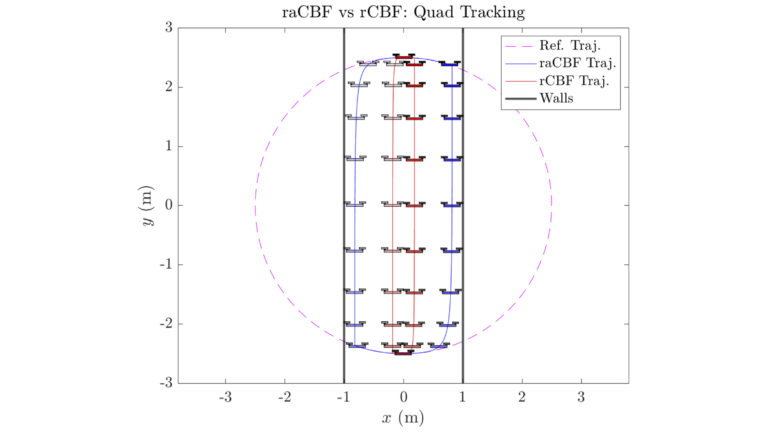 raCBF vs rCBF: Quad Tracking
3
2
1
0
-1
-2
-3
y (m)
Ref. Traj.
raCBF Traj.
rCBF Traj.
Walls
-3 -2 -1 0 1 2 3
x (m)